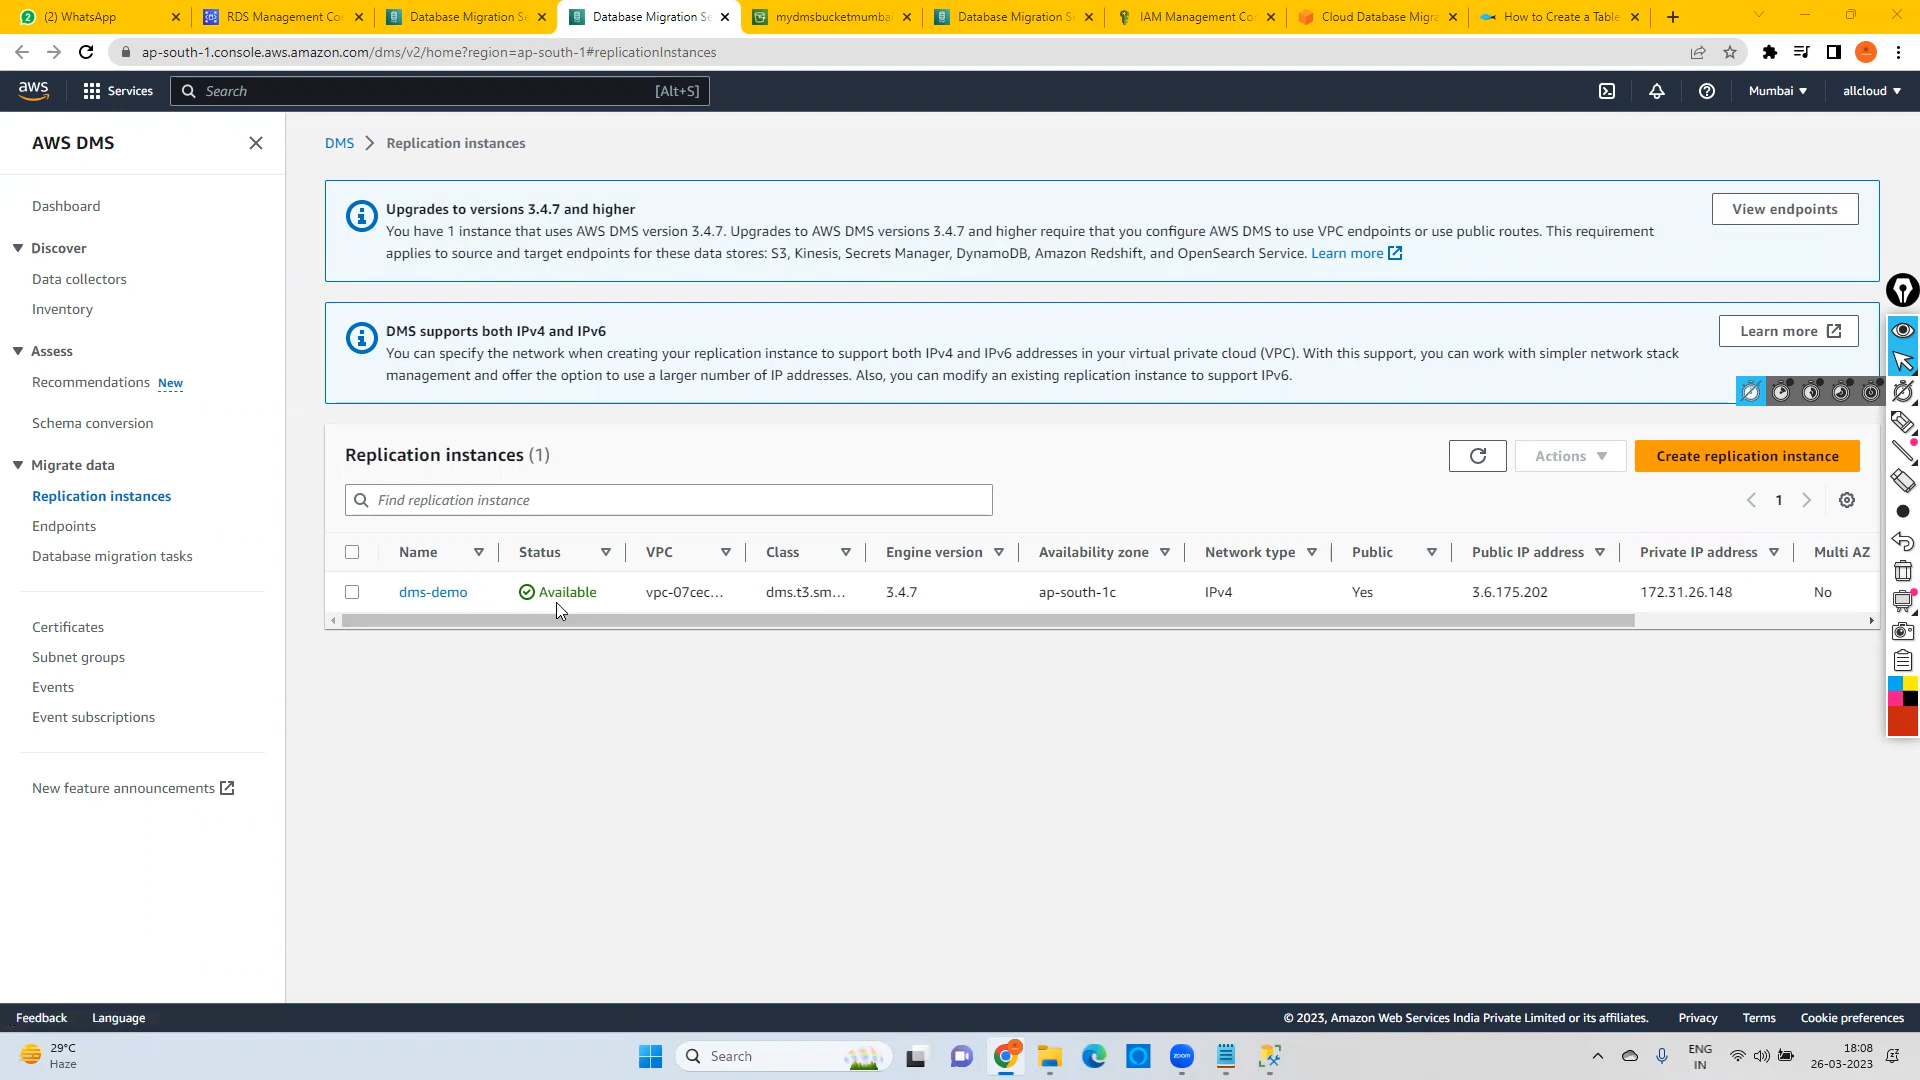 (2) WhatsApp
RDS Management Co
Database Migration Se
Database Migration Se
mydmsbucketmumbai
Database Migration S
IAM Management Co
Cloud Database Migra
How to Create a Table
ap-south-1.console.aws.amazon.com/dms/v2/home?region=ap-south-1#replicationInstances
aws
Services
Search
[Alt+S]
Mumbai
allcloud
AWS DMS
Dashboard
Discover
Data collectors
Inventory
Assess
Recommendations New
Schema conversion
Migrate data
Replication instances
Endpoints
Database migration tasks
Certificates
Subnet groups
Events
Event subscriptions
New feature announcements
DMS
Replication instances
Upgrades to versions 3.4.7 and higher
You have 1 instance that uses AWS DMS version 3.4.7. Upgrades to AWS DMS versions 3.4.7 and higher require that you configure AWS DMS to use VPC endpoints or use public routes. This requirement
applies to source and target endpoints for these data stores: S3, Kinesis, Secrets Manager, DynamoDB, Amazon Redshift, and OpenSearch Service. Learn more
View endpoints
DMS supports both IPv4 and IPv6
You can specify the network when creating your replication instance to support both IPv4 and IPv6 addresses in your virtual private cloud (VPC). With this support, you can work with simpler network stack
management and offer the option to use a larger number of IP addresses. Also, you can modify an existing replication instance to support IPv6.
Learn more
Replication instances (1)
Actions
Create replication instance
Find replication instance
1
Name Status VPC Class Engine version Availability zone Network type Public Public IP address Private IP address Multi AZ
dms-demo Available vpc-07cec... dms.t3.sm... 3.4.7 ap-south-1c IPv4 Yes 3.6.175.202 172.31.26.148 No
Feedback
Language
© 2023, Amazon Web Services India Private Limited or its affiliates.
Privacy
Terms
Cookie preferences
29°C
Haze
Search
zoom
ENG
IN
18:08
26-03-2023